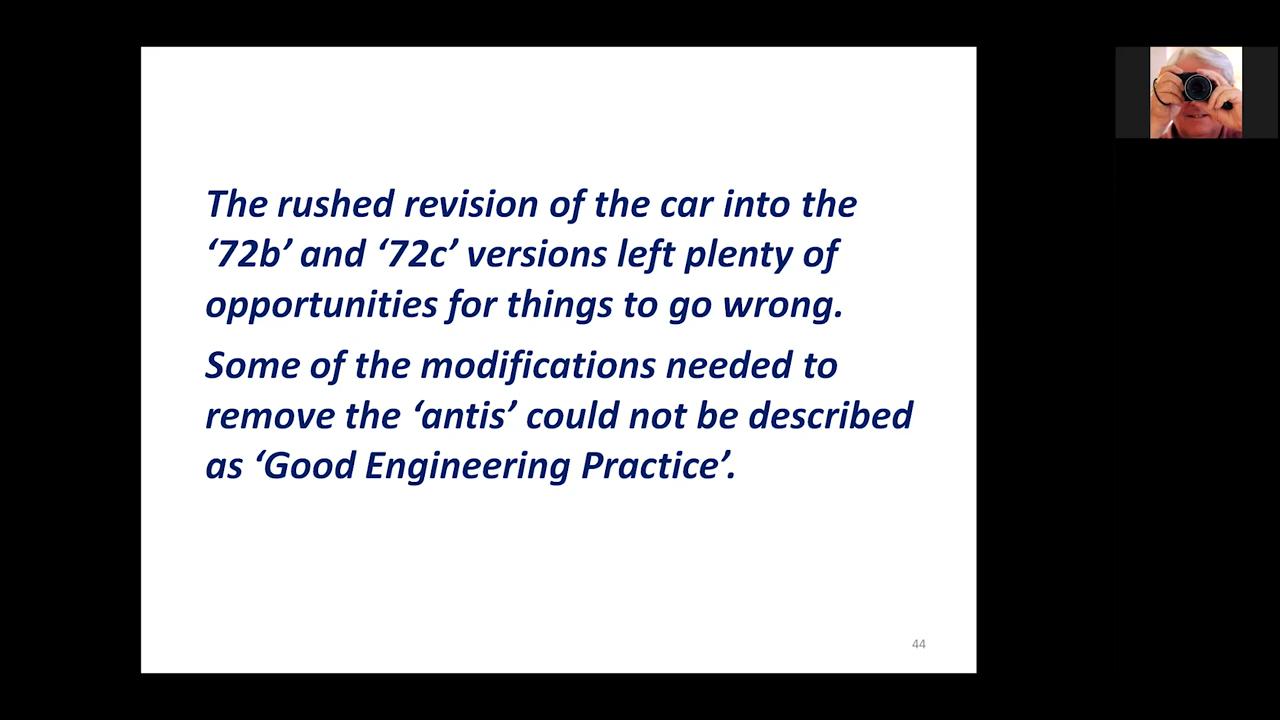 The rushed revision of the car into the
‘72b’ and ‘72c’ versions left plenty of
opportunities for things to go wrong.
Some of the modifications needed to
remove the ‘antis’ could not be described
as ‘Good Engineering Practice’.
44